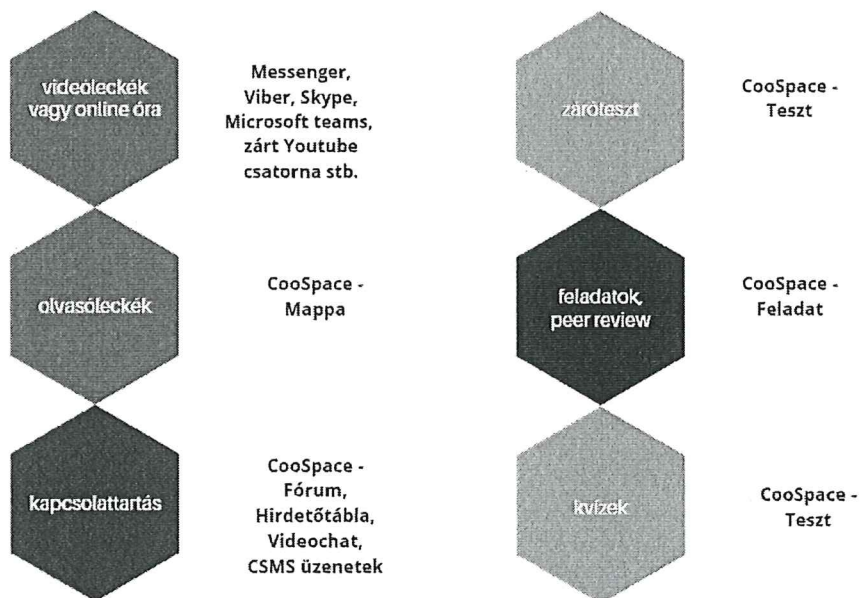 videóleckék
vagy online óra
Messenger,
Viber, Skype,
Microsoft teams,
zárt Youtube
csatorna stb.
olvasóleckék
CooSpace -
Mappa
kapcsolattartás
CooSpace -
Fórum,
Hirdetőtábla,
Videochat,
CSMS üzenetek
záróteszt
CooSpace -
Teszt
feladatok,
peer review
CooSpace -
Feladat
kvízek
CooSpace -
Teszt